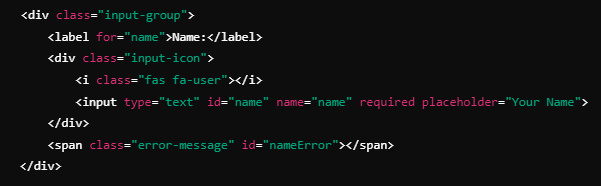 <div class="input-group">
<label for="name">Name:</label>
<div class="input-icon">
<i class="fas fa-user"></i>
<input type="text" id="name" name="name" required placeholder="Your Name">
</div>
<span class="error-message" id="nameError"></span>
</div>